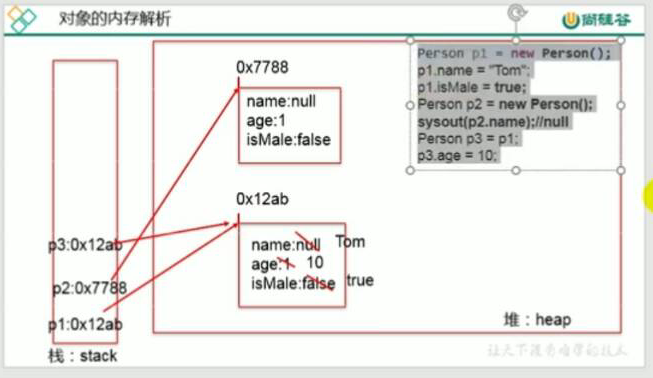 对象的内存解析
尚硅谷
Person p1 = new Person();
p1.name = "Tom";
p1.isMale = true;
Person p2 = new Person();
sysout(p2.name);//null
Person p3 = p1;
p3.age = 10;
0x7788
name:null
age:1
isMale:false
0x12ab
name:null Tom
age:1 10
isMale:false true
p3:0x12ab
p2:0x7788
p1:0x12ab
堆：heap
栈：stack
让天下没有难学的技术